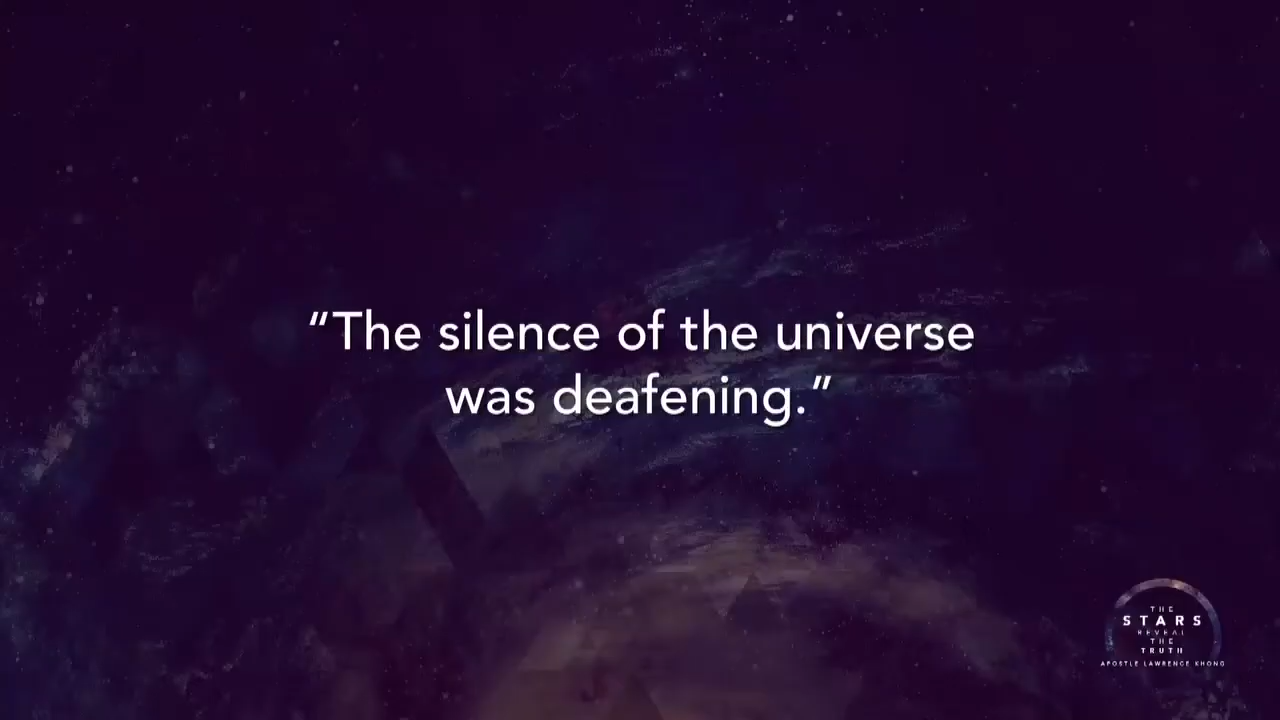 “The silence of the universe
was deafening.”
THE
STARS
REVEAL
THE
TRUTH
APOSTLE LAWRENCE KHONG